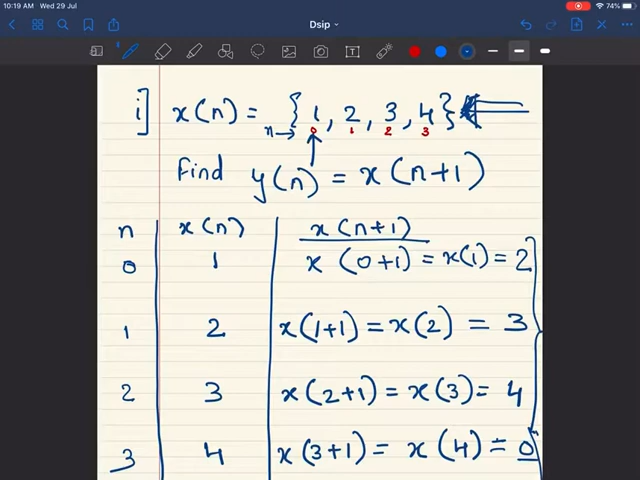 10:19 AM Wed 29 Jul
74%
Dsip
i] x(n) = { 1, 2, 3, 4 }
n→ 0 1 2 3
Find y(n) = x(n+1)
n x(n) x(n+1)
0 1 x(0+1) = x(1) = 2
1 2 x(1+1) = x(2) = 3
2 3 x(2+1) = x(3) = 4
3 4 x(3+1) = x(4) = 0